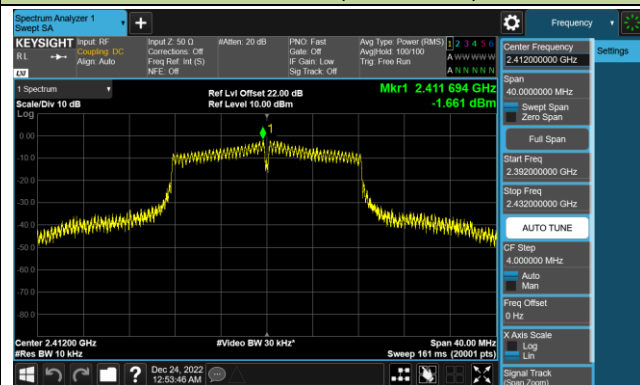 Spectrum Analyzer 1
Swept SA
Frequency
KEYSIGHT
Input: RF
Coupling: DC
Align: Auto
Input Z: 50 Ω
Corrections: Off
Freq Ref: Int (S)
NFE: Off
#Atten: 20 dB
PNO: Fast
Gate: Off
IF Gain: Low
Sig Track: Off
Avg Type: Power (RMS)
Avg|Hold: 100/100
Trig: Free Run
1 2 3 4 5 6
A W W W W W
A N N N N N
RL
LXI
1 Spectrum
Scale/Div 10 dB
Log
Ref Lvl Offset 22.00 dB
Ref Level 10.00 dBm
Mkr1 2.411 694 GHz
-1.661 dBm
1
0.00
-10.0
-20.0
-30.0
-40.0
-50.0
-60.0
-70.0
-80.0
Center 2.41200 GHz
#Res BW 10 kHz
#Video BW 30 kHz*
Span 40.00 MHz
Sweep 161 ms (20001 pts)
Center Frequency
2.412000000 GHz
Settings
Span
40.0000000 MHz
Swept Span
Zero Span
Full Span
Start Freq
2.392000000 GHz
Stop Freq
2.432000000 GHz
AUTO TUNE
CF Step
4.000000 MHz
Auto
Man
Freq Offset
0 Hz
X Axis Scale
Log
Lin
Signal Track
(Span Zoom)
?
Dec 24, 2022
12:53:46 AM